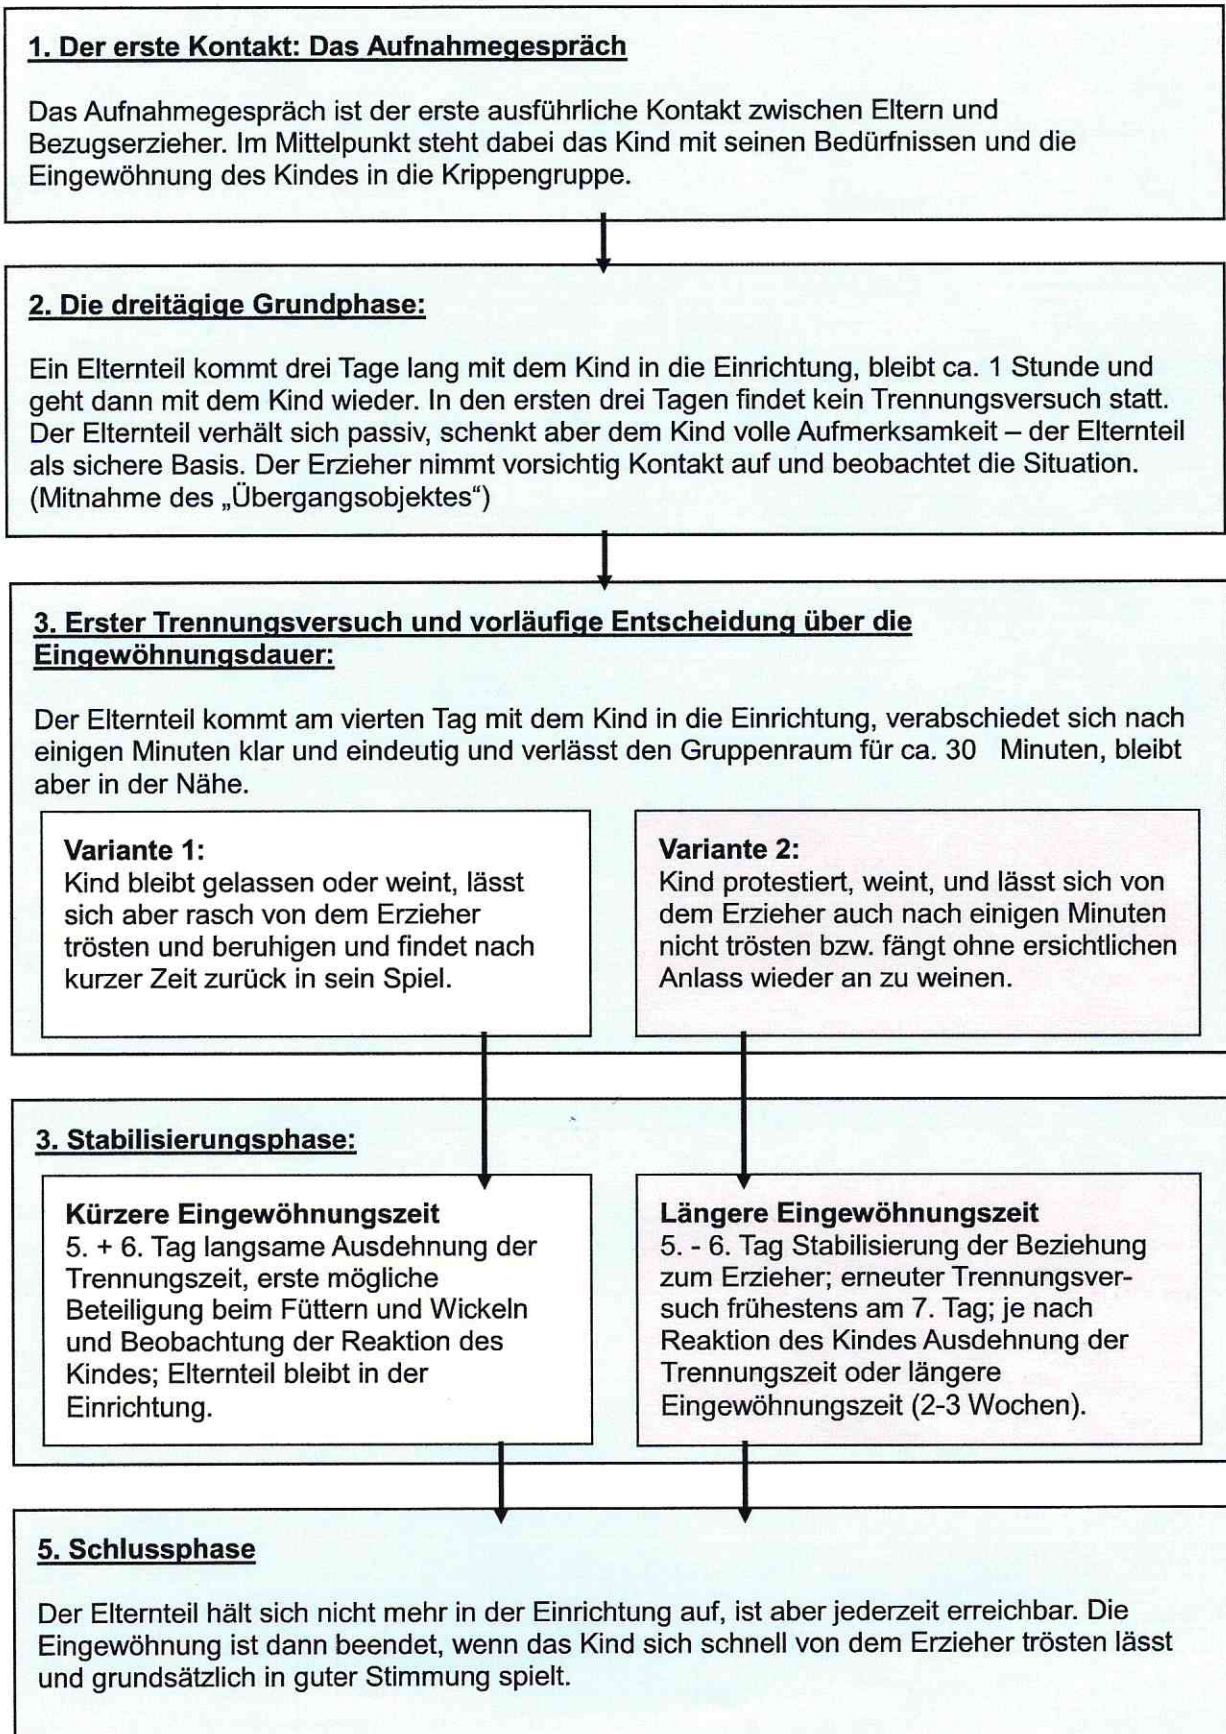 1. Der erste Kontakt: Das Aufnahmegespräch
Das Aufnahmegespräch ist der erste ausführliche Kontakt zwischen Eltern und
Bezugserzieher. Im Mittelpunkt steht dabei das Kind mit seinen Bedürfnissen und die
Eingewöhnung des Kindes in die Krippengruppe.
2. Die dreitägige Grundphase:
Ein Elternteil kommt drei Tage lang mit dem Kind in die Einrichtung, bleibt ca. 1 Stunde und
geht dann mit dem Kind wieder. In den ersten drei Tagen findet kein Trennungsversuch statt.
Der Elternteil verhält sich passiv, schenkt aber dem Kind volle Aufmerksamkeit – der Elternteil
als sichere Basis. Der Erzieher nimmt vorsichtig Kontakt auf und beobachtet die Situation.
(Mitnahme des „Übergangsobjektes“)
3. Erster Trennungsversuch und vorläufige Entscheidung über die
Eingewöhnungsdauer:
Der Elternteil kommt am vierten Tag mit dem Kind in die Einrichtung, verabschiedet sich nach
einigen Minuten klar und eindeutig und verlässt den Gruppenraum für ca. 30 Minuten, bleibt
aber in der Nähe.
Variante 1:
Kind bleibt gelassen oder weint, lässt
sich aber rasch von dem Erzieher
trösten und beruhigen und findet nach
kurzer Zeit zurück in sein Spiel.
Variante 2:
Kind protestiert, weint, und lässt sich von
dem Erzieher auch nach einigen Minuten
nicht trösten bzw. fängt ohne ersichtlichen
Anlass wieder an zu weinen.
3. Stabilisierungsphase:
Kürzere Eingewöhnungszeit
5. + 6. Tag langsame Ausdehnung der
Trennungszeit, erste mögliche
Beteiligung beim Füttern und Wickeln
und Beobachtung der Reaktion des
Kindes; Elternteil bleibt in der
Einrichtung.
Längere Eingewöhnungszeit
5. - 6. Tag Stabilisierung der Beziehung
zum Erzieher; erneuter Trennungsver-
such frühestens am 7. Tag; je nach
Reaktion des Kindes Ausdehnung der
Trennungszeit oder längere
Eingewöhnungszeit (2-3 Wochen).
5. Schlussphase
Der Elternteil hält sich nicht mehr in der Einrichtung auf, ist aber jederzeit erreichbar. Die
Eingewöhnung ist dann beendet, wenn das Kind sich schnell von dem Erzieher trösten lässt
und grundsätzlich in guter Stimmung spielt.